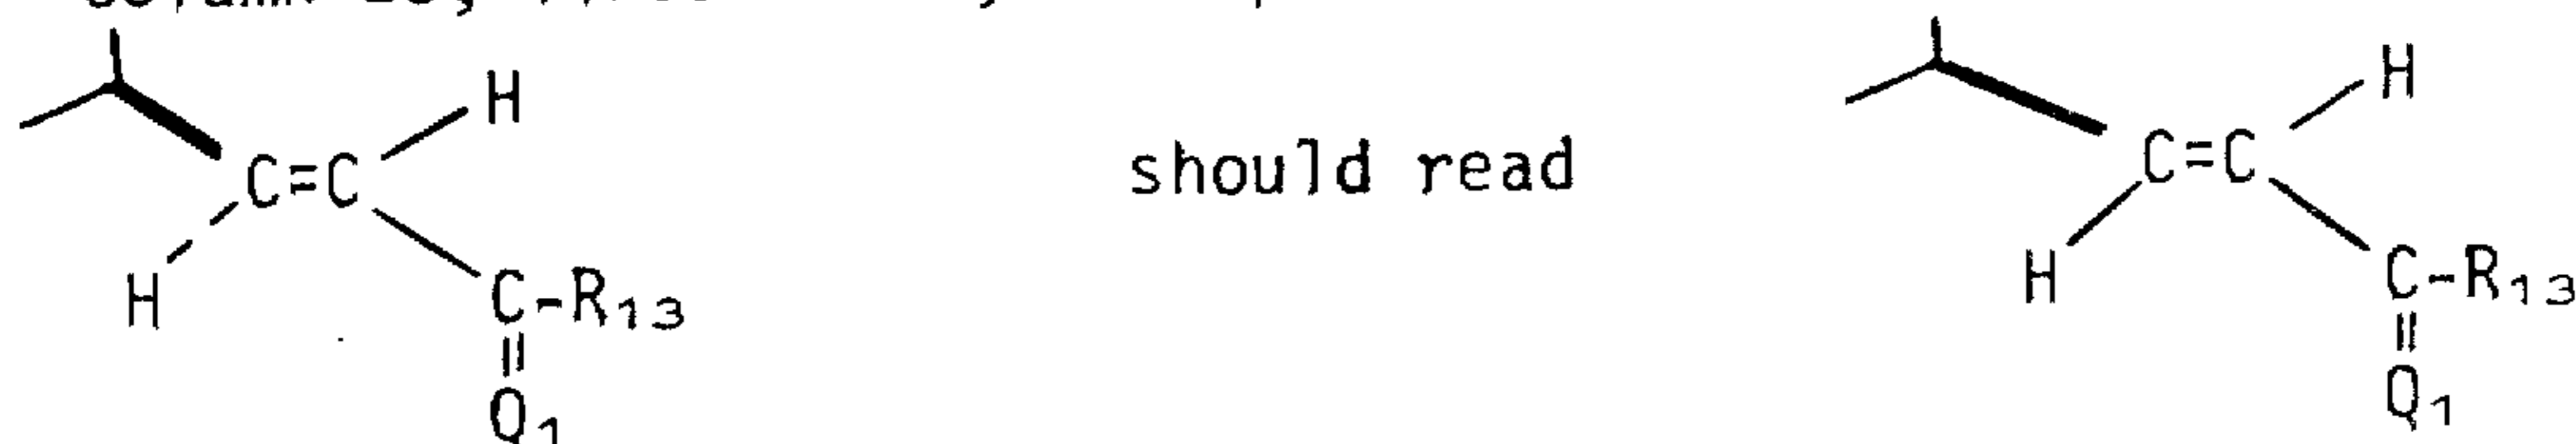 H H
C=C should read C=C
H C-R13 H C-R13
Q1 Q1